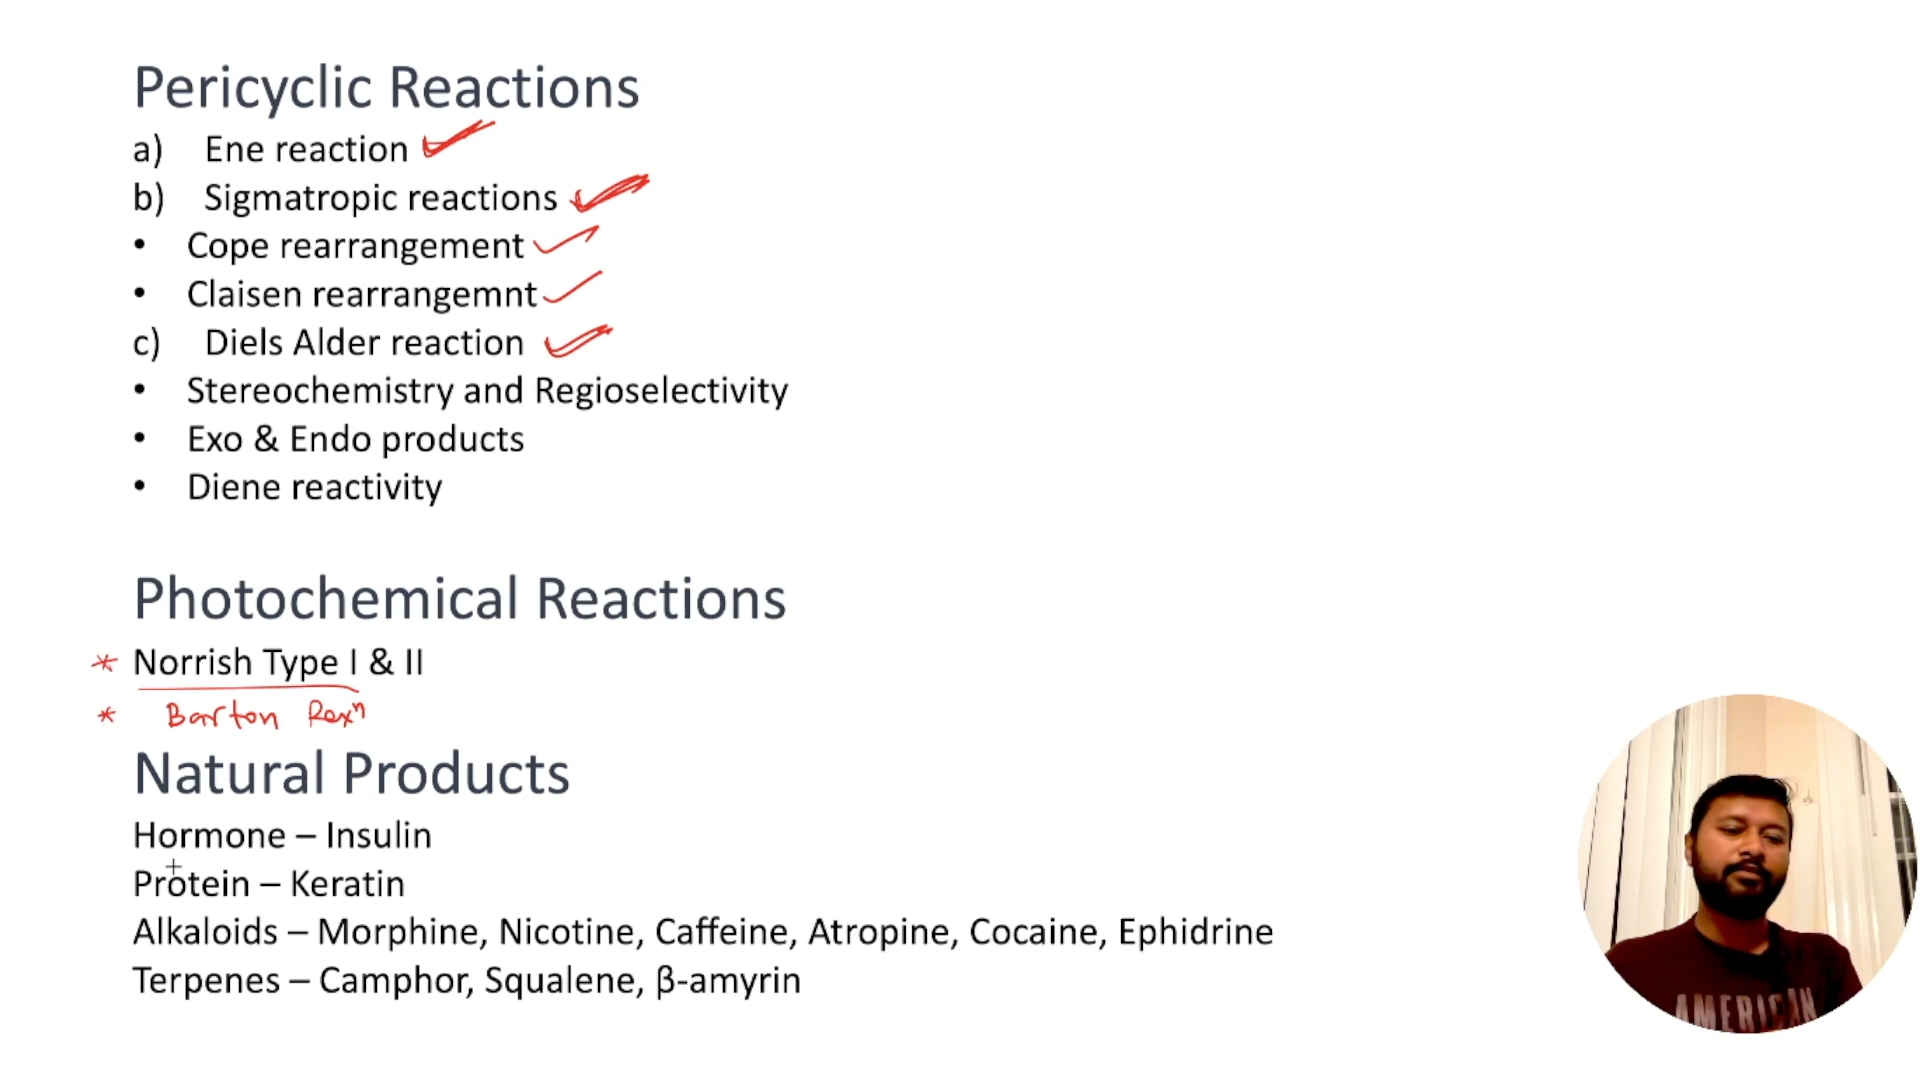 Pericyclic Reactions
a) Ene reaction
b) Sigmatropic reactions
• Cope rearrangement
• Claisen rearrangemnt
c) Diels Alder reaction
• Stereochemistry and Regioselectivity
• Exo & Endo products
• Diene reactivity
Photochemical Reactions
* Norrish Type I & II
* Barton Rexⁿ
Natural Products
Hormone – Insulin
Protein – Keratin
Alkaloids – Morphine, Nicotine, Caffeine, Atropine, Cocaine, Ephidrine
Terpenes – Camphor, Squalene, β-amyrin
AMERICAN